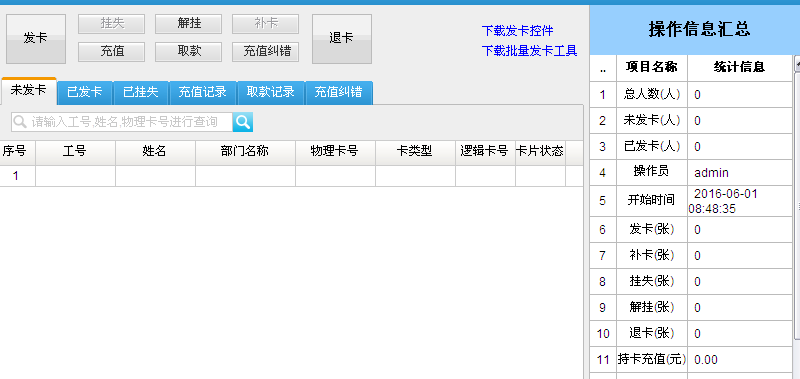 发卡
挂失
解挂
补卡
退卡
充值
取款
充值纠错
下载发卡控件
下载批量发卡工具
未发卡
已发卡
已挂失
充值记录
取款记录
充值纠错
请输入工号,姓名,物理卡号进行查询
序号 工号 姓名 部门名称 物理卡号 卡类型 逻辑卡号 卡片状态
1
操作信息汇总
.. 项目名称 统计信息
1 总人数(人) 0
2 未发卡(人) 0
3 已发卡(人) 0
4 操作员 admin
5 开始时间 2016-06-01
08:48:35
6 发卡(张) 0
7 补卡(张) 0
8 挂失(张) 0
9 解挂(张) 0
10 退卡(张) 0
11 持卡充值(元) 0.00